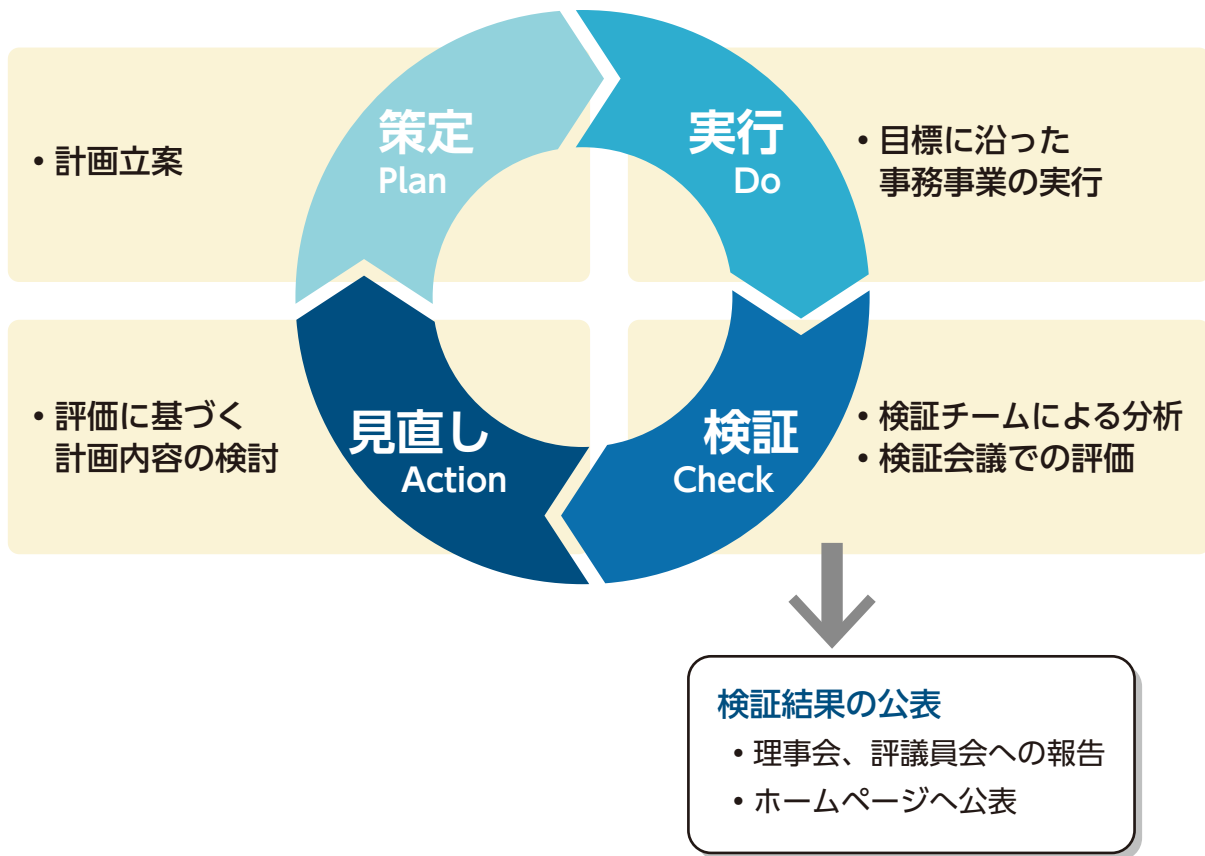 策定
Plan
・計画立案
実行
Do
・目標に沿った
事務事業の実行
見直し
Action
・評価に基づく
計画内容の検討
検証
Check
・検証チームによる分析
・検証会議での評価
検証結果の公表
・理事会、評議員会への報告
・ホームページへ公表